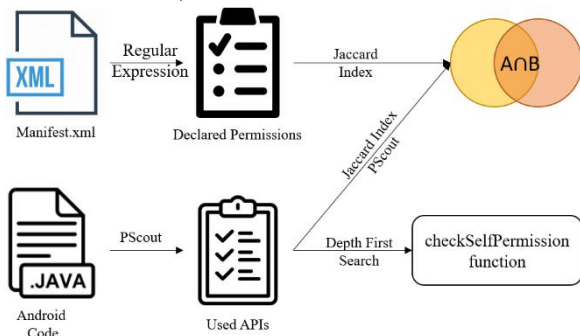 XML
Manifest.xml
Regular
Expression
Declared Permissions
Jaccard
Index
A∩B
Jaccard Index
PScout
.JAVA
Android
Code
PScout
Used APIs
Depth First
Search
checkSelfPermission
function